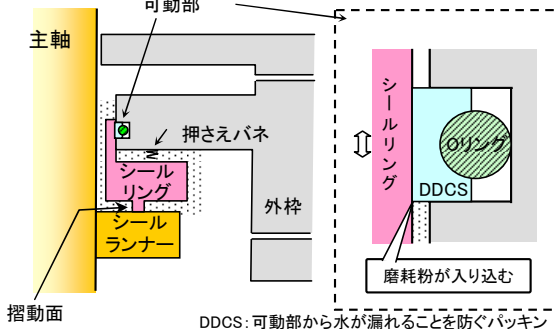 可動部
主軸
押さえバネ
シール
リング
外枠
シール
ランナー
摺動面
シールリング
Oリング
DDCS
磨耗粉が入り込む
DDCS：可動部から水が漏れることを防ぐパッキン